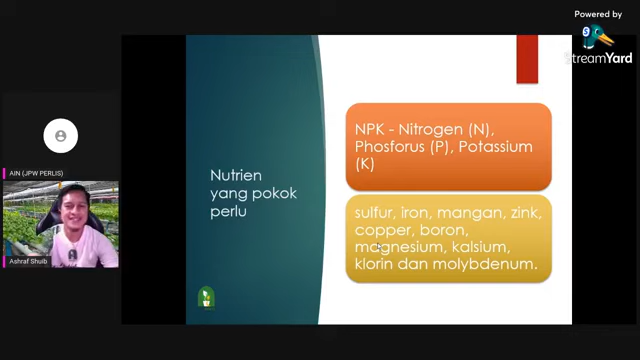 Powered by
StreamYard
AIN (JPW PERLIS)
Ashraf Shuib
Nutrien
yang pokok
perlu
NPK - Nitrogen (N),
Phosforus (P), Potassium
(K)
sulfur, iron, mangan, zink,
copper, boron,
magnesium, kalsium,
klorin dan molybdenum.